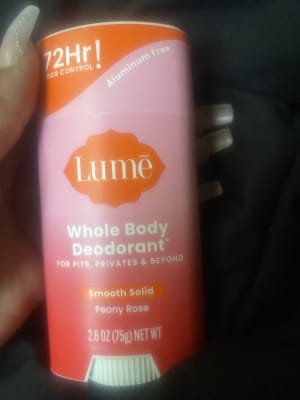 72Hr!
ODOR CONTROL
Aluminum Free
Lumē
Whole Body
Deodorant™
FOR PITS, PRIVATES & BEYOND
Smooth Solid
Peony Rose
2.6 OZ (75g) NET WT